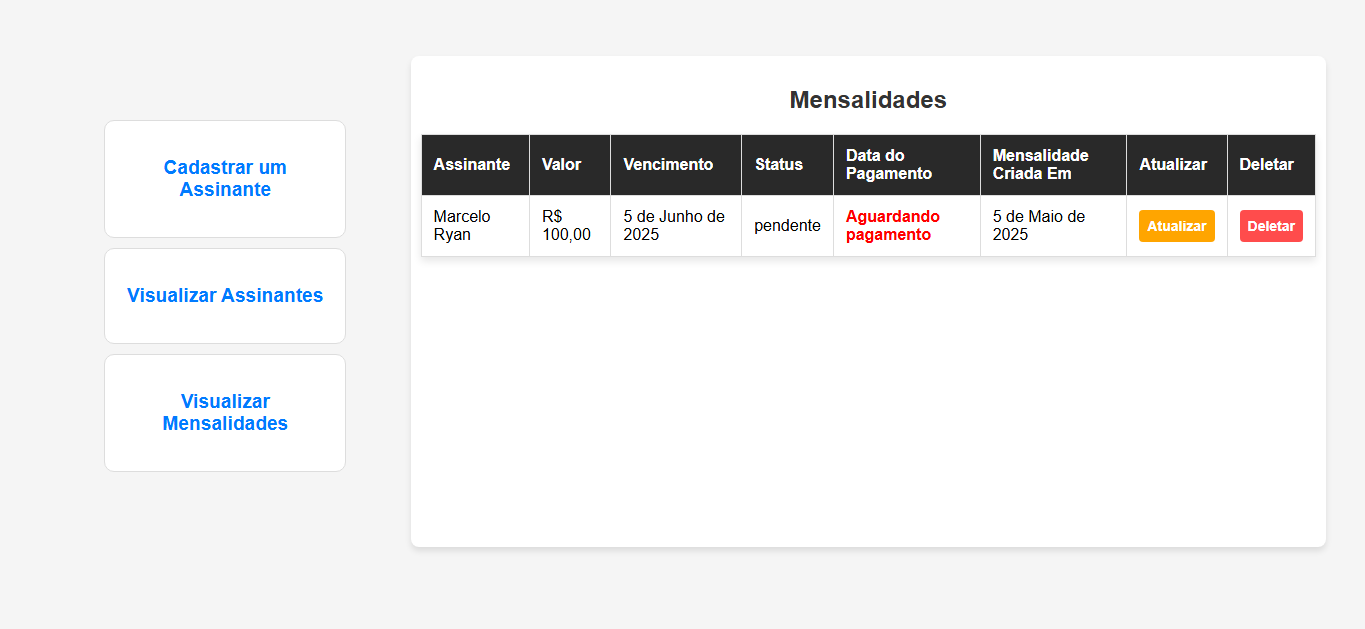 Cadastrar um
Assinante
Visualizar Assinantes
Visualizar
Mensalidades
Mensalidades
Assinante
Valor
Vencimento
Status
Data do
Pagamento
Mensalidade
Criada Em
Atualizar
Deletar
Marcelo
Ryan
R$
100,00
5 de Junho de
2025
pendente
Aguardando
pagamento
5 de Maio de
2025
Atualizar
Deletar